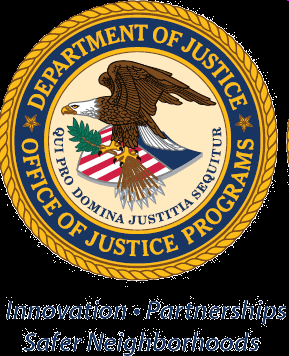 DEPARTMENT OF JUSTICE
QUI PRO DOMINA JUSTITIA SEQUITUR
OFFICE OF JUSTICE PROGRAMS
Innovation • Partnerships
Safer Neighborhoods